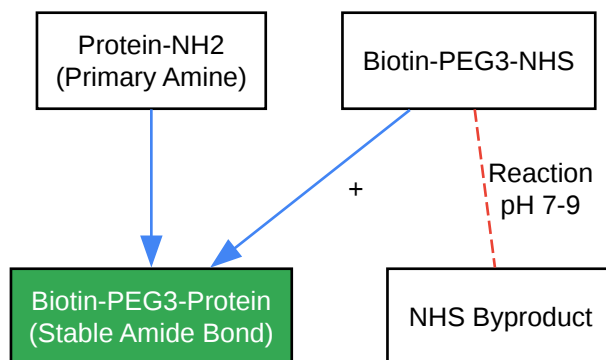 Protein-NH2
(Primary Amine)
Biotin-PEG3-NHS
+
Reaction
pH 7-9
Biotin-PEG3-Protein
(Stable Amide Bond)
NHS Byproduct